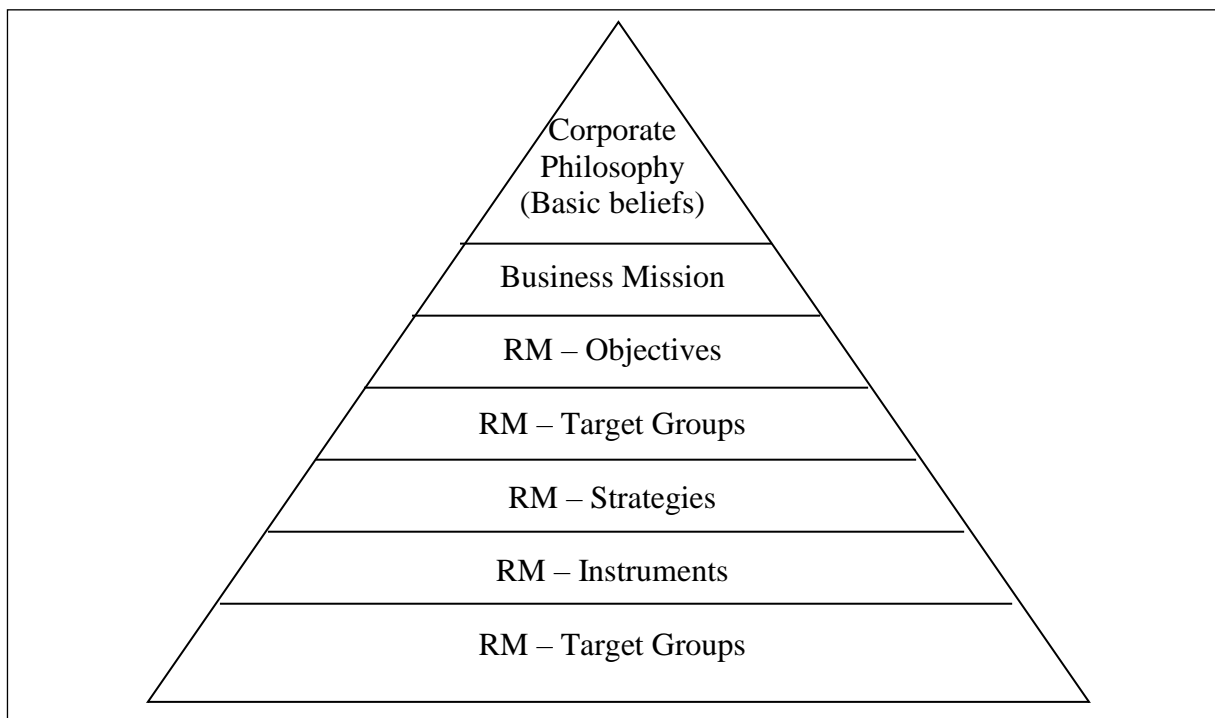 Corporate
Philosophy
(Basic beliefs)
Business Mission
RM – Objectives
RM – Target Groups
RM – Strategies
RM – Instruments
RM – Target Groups